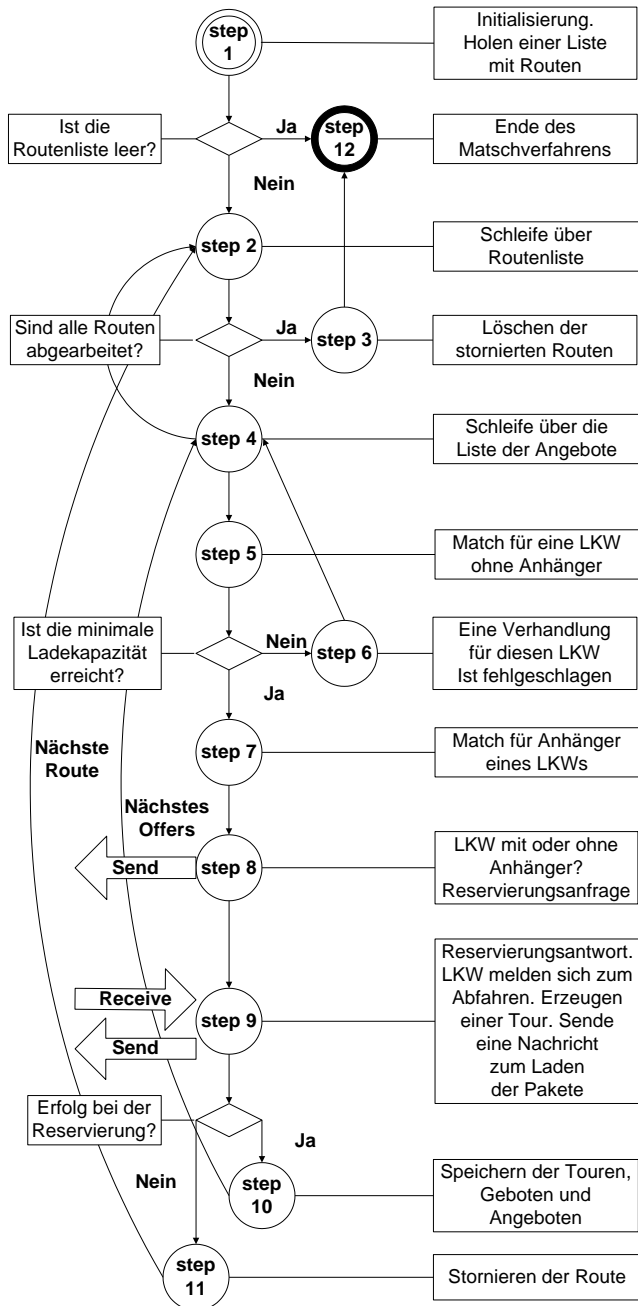 step
1
Initialisierung.
Holen einer Liste
mit Routen
Ist die
Routenliste leer?
Ja
step
12
Ende des
Matschverfahrens
Nein
step 2
Schleife über
Routenliste
Sind alle Routen
abgearbeitet?
Ja
step 3
Löschen der
stornierten Routen
Nein
step 4
Schleife über die
Liste der Angebote
step 5
Match für eine LKW
ohne Anhänger
Ist die minimale
Ladekapazität
erreicht?
Nein
step 6
Eine Verhandlung
für diesen LKW
Ist fehlgeschlagen
Ja
step 7
Match für Anhänger
eines LKWs
Nächste
Route
Nächstes
Offers
Send
step 8
LKW mit oder ohne
Anhänger?
Reservierungsanfrage
Receive
Send
step 9
Reservierungsantwort.
LKW melden sich zum
Abfahren. Erzeugen
einer Tour. Sende
eine Nachricht
zum Laden
der Pakete
Erfolg bei der
Reservierung?
Ja
Nein
step
10
Speichern der Touren,
Geboten und
Angeboten
step
11
Stornieren der Route